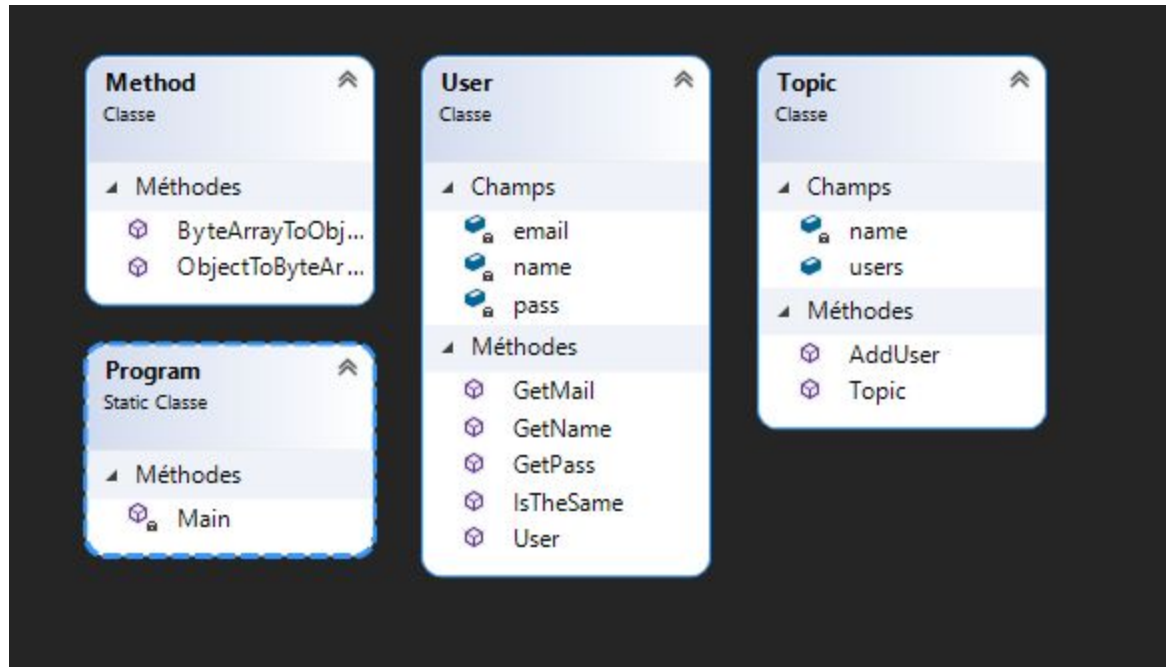 Method
Classe
Méthodes
ByteArrayToObj...
ObjectToByteAr...
Program
Static Classe
Méthodes
Main
User
Classe
Champs
email
name
pass
Méthodes
GetMail
GetName
GetPass
IsTheSame
User
Topic
Classe
Champs
name
users
Méthodes
AddUser
Topic